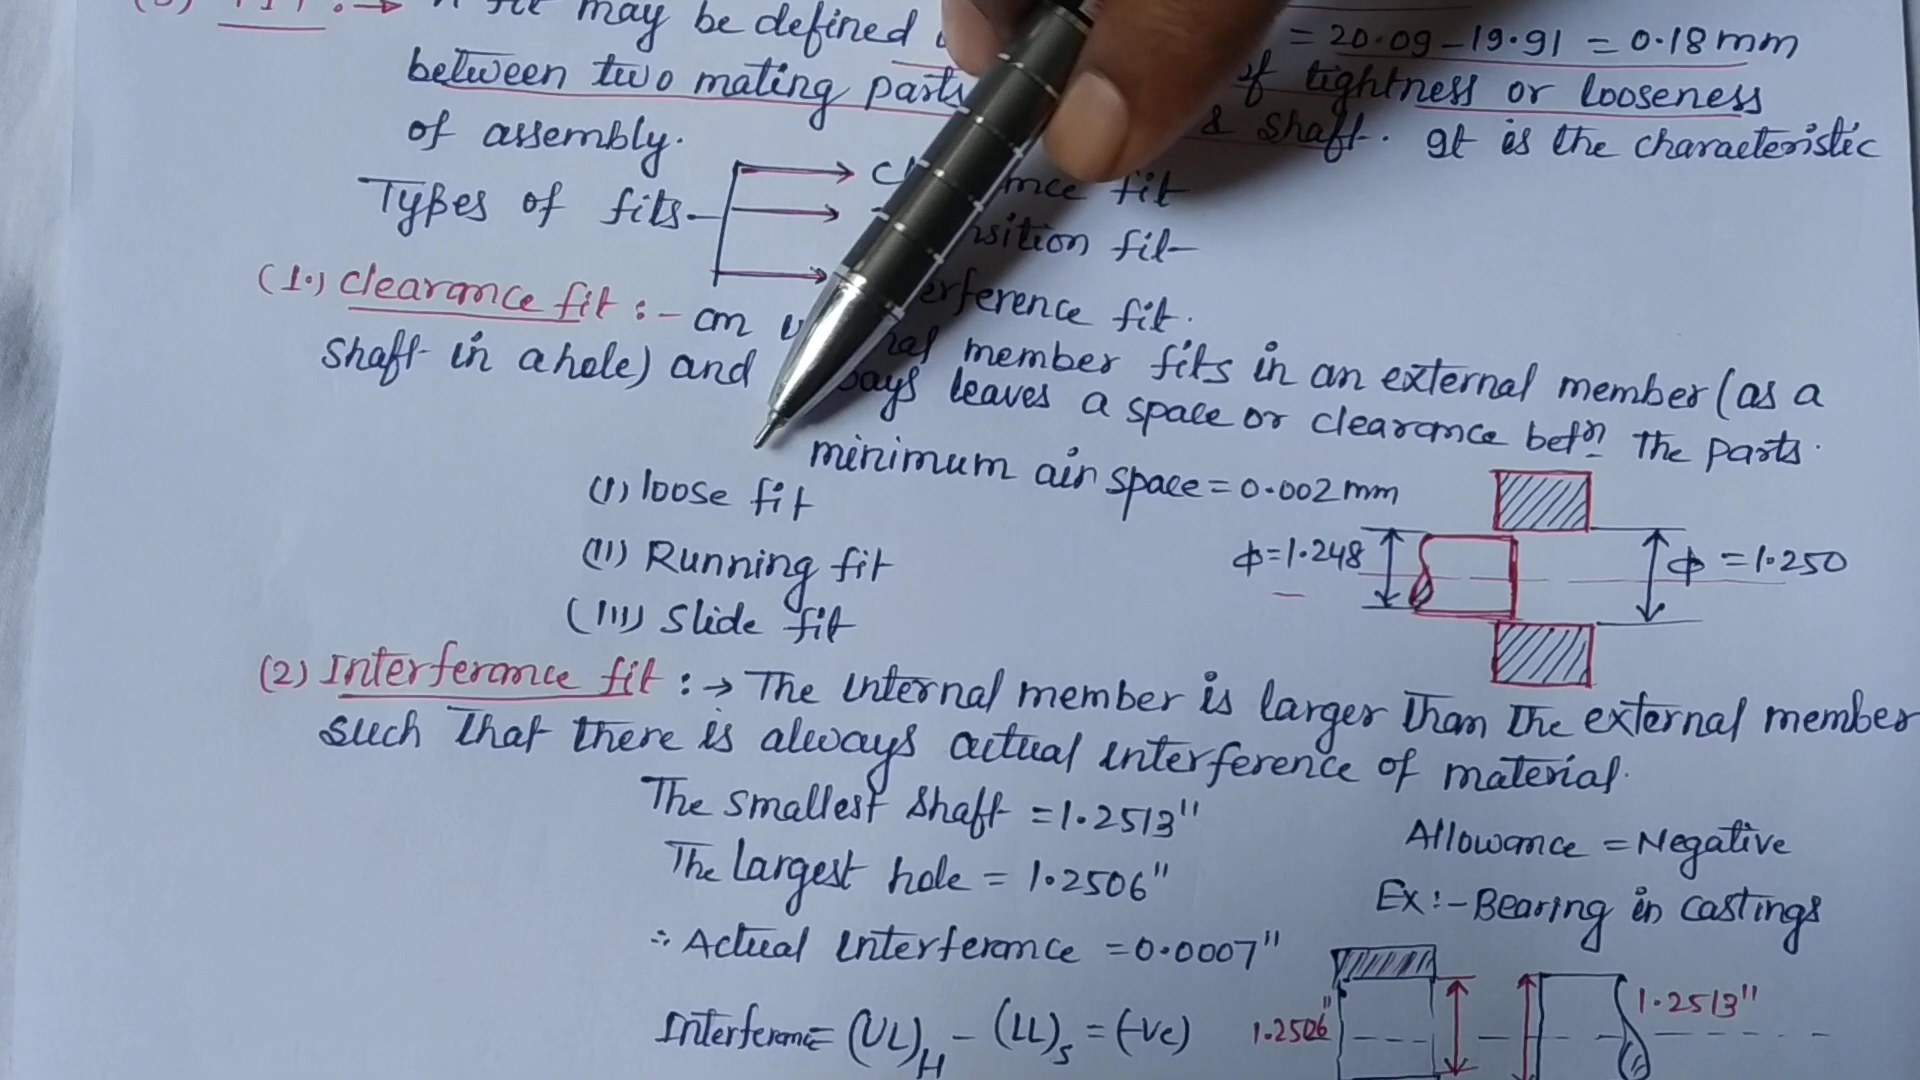 may be defined
= 20.09-19.91 = 0.18 mm
between two mating parts
of tightness or looseness
of assembly.
& shaft. It is the characteristic
Types of fits
fit
fit
(1.) Clearance fit :-
fit.
an
member fits in an external member (as a
shaft in a hole) and
leaves a space or clearance betⁿ the parts.
minimum air space = 0.002 mm
(I) loose fit
(II) Running fit
(III) Slide fit
ф=1.248
ф = 1.250
(2) Interference fit :→ The internal member is larger than the external member
such that there is always actual interference of material.
The smallest shaft = 1.2513"
The Largest hole = 1.2506"
∴ Actual interference = 0.0007"
Allowance = Negative
Ex :- Bearing in castings
Interference = (UL)H - (LL)S = (-ve)
1.2506"
1.2513"